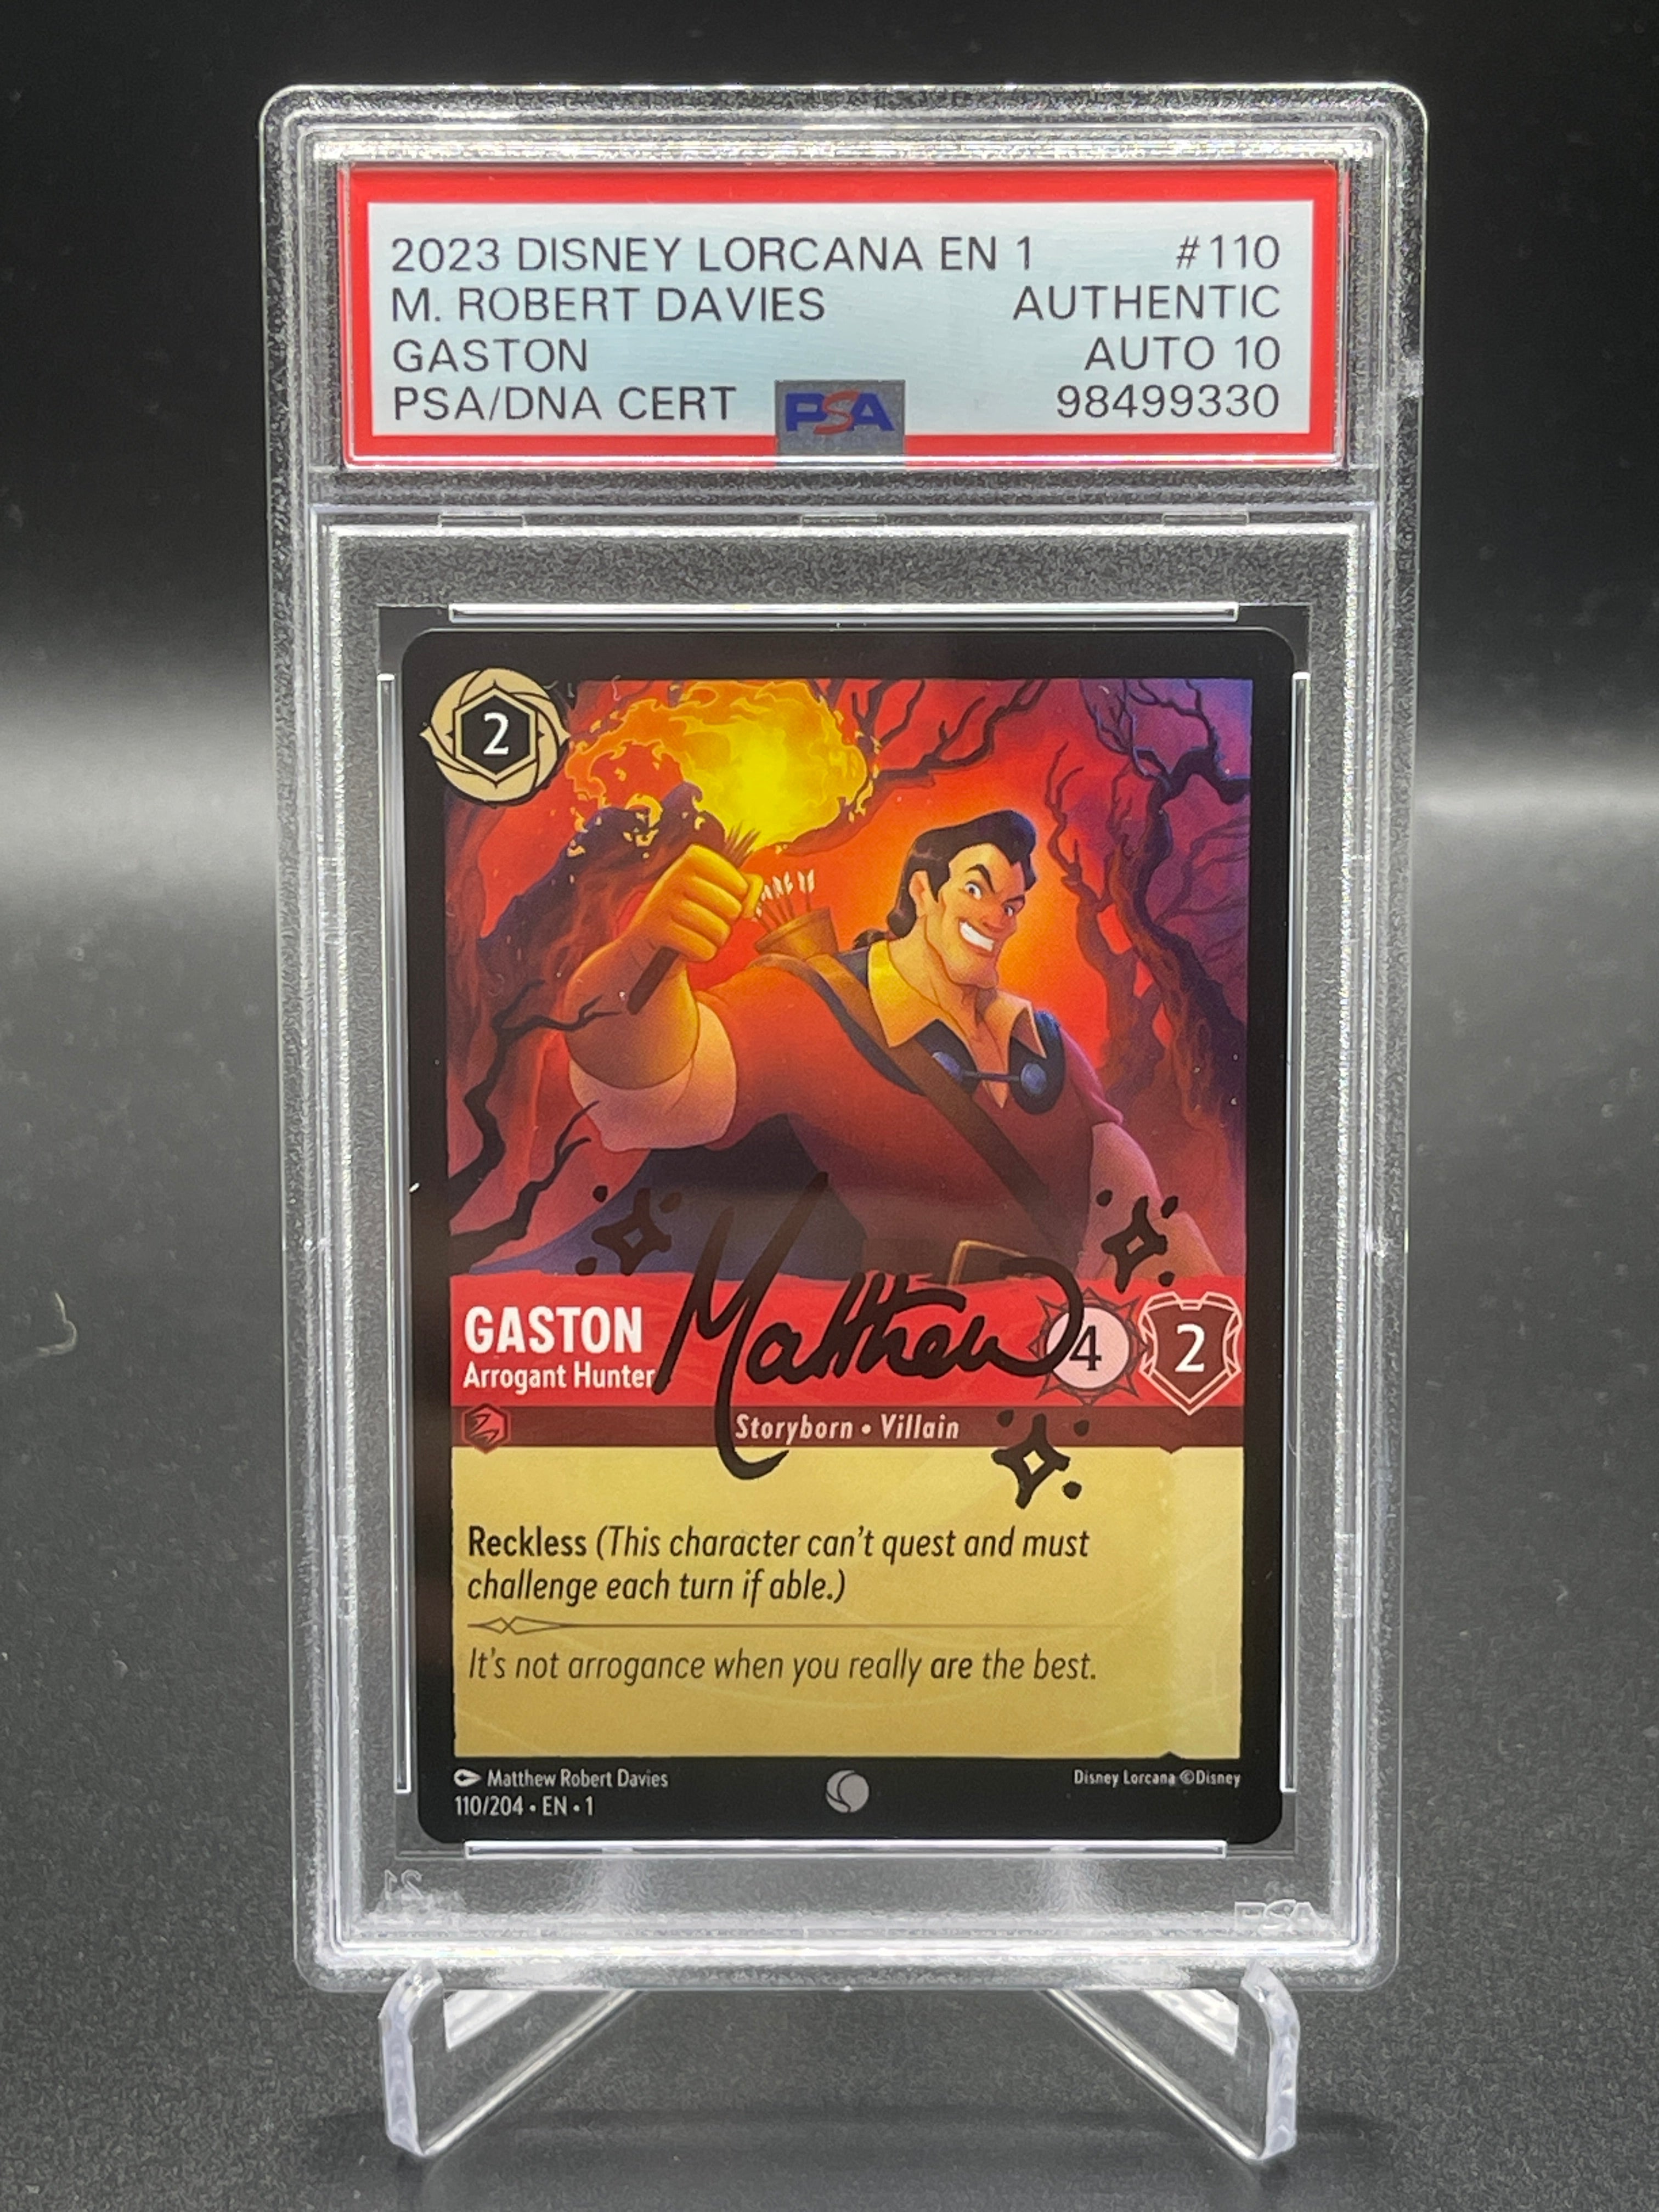 2023 DISNEY LORCANA EN 1 #110
M. ROBERT DAVIES AUTHENTIC
GASTON AUTO 10
PSA/DNA CERT PSA 98499330
2
Matthew
GASTON 4 2
Arrogant Hunter
Storyborn • Villain
Reckless (This character can't quest and must
challenge each turn if able.)
It's not arrogance when you really are the best.
Matthew Robert Davies Disney Lorcana ©Disney
110/204 • EN • 1
PSA